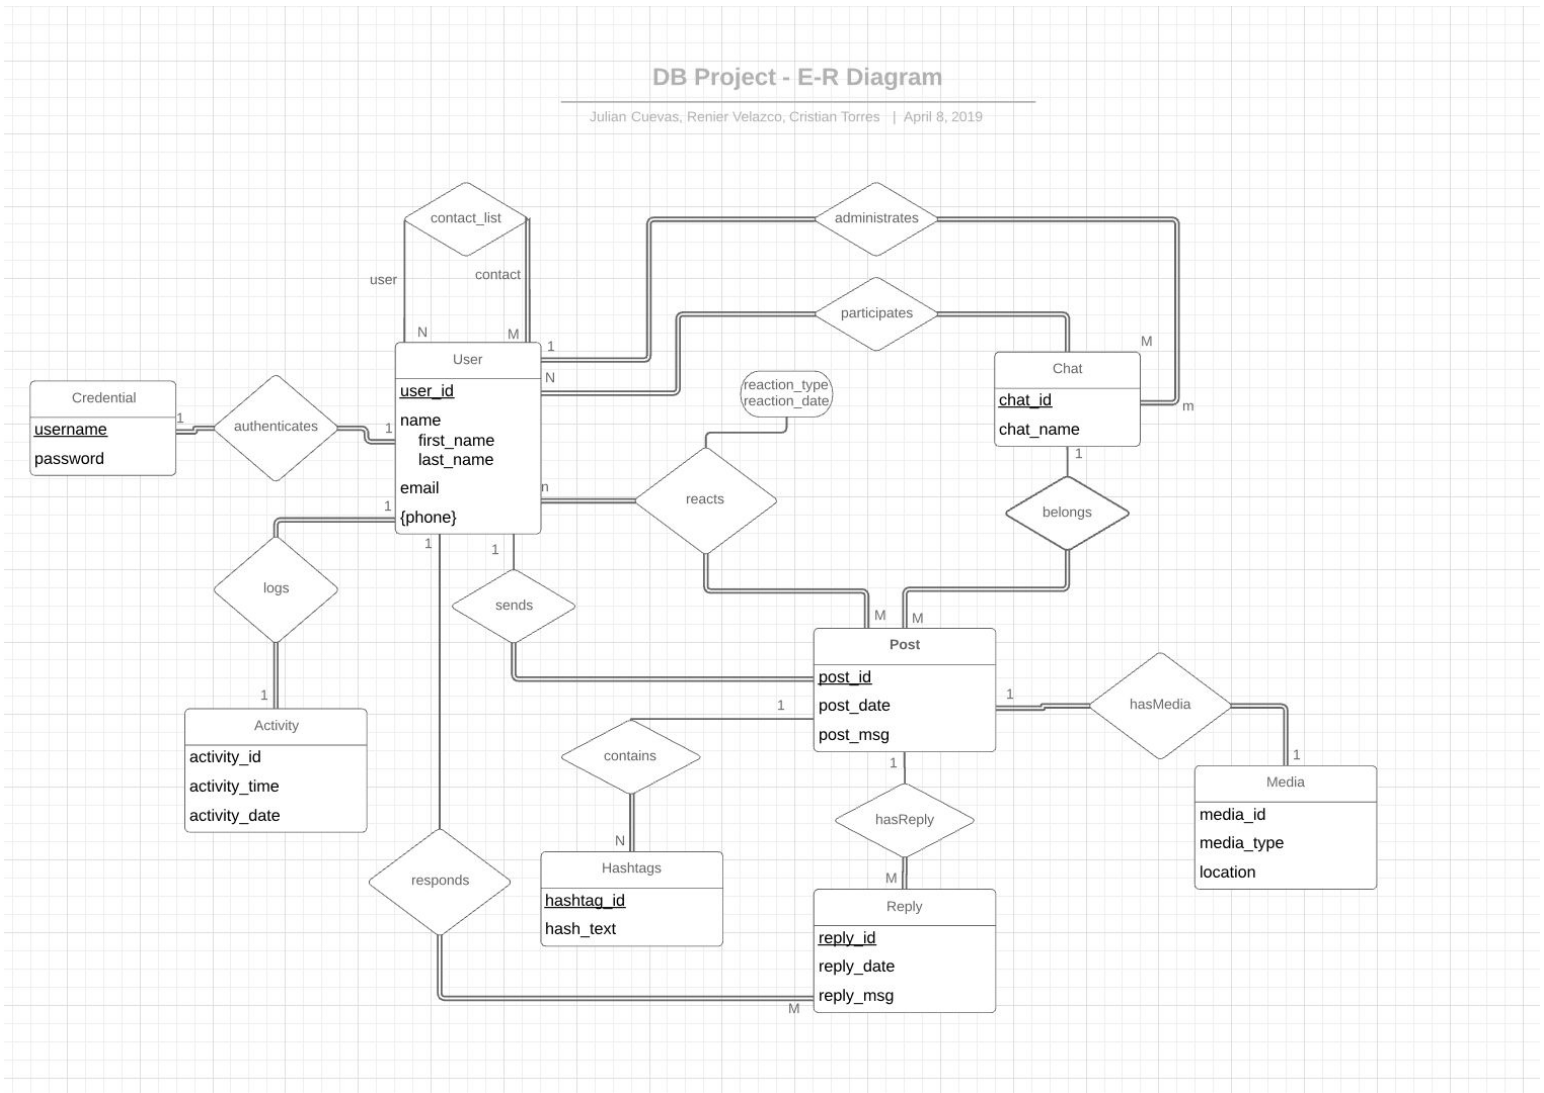 DB Project - E-R Diagram
Julian Cuevas, Renier Velazco, Cristian Torres | April 8, 2019
contact_list
administrates
user
contact
participates
N
M
User
1
N
user_id
name
first_name
last_name
email
{phone}
M
Chat
chat_id
chat_name
m
reaction_type
reaction_date
Credential
username
password
1
authenticates
1
n
reacts
1
belongs
1
logs
1
1
sends
M
M
Post
post_id
post_date
post_msg
1
hasMedia
1
Media
media_id
media_type
location
1
Activity
activity_id
activity_time
activity_date
1
contains
N
Hashtags
hashtag_id
hash_text
1
hasReply
M
Reply
reply_id
reply_date
reply_msg
responds
M